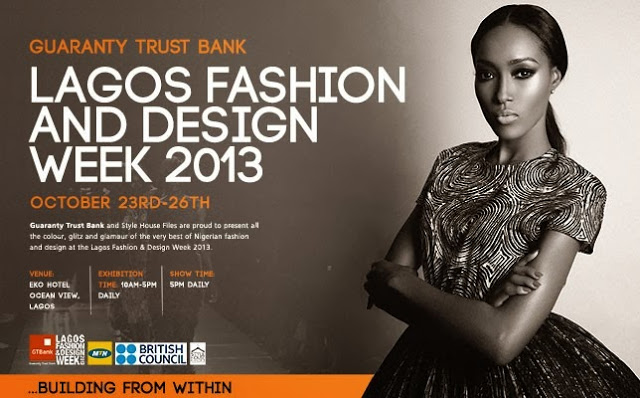 GUARANTY TRUST BANK
LAGOS FASHION
AND DESIGN
WEEK 2013
OCTOBER 23RD-26TH
Guaranty Trust Bank and Style House Files are proud to present all
the colour, glitz and glamour of the very best of Nigerian fashion
and design at the Lagos Fashion & Design Week 2013.
VENUE:
EKO HOTEL
OCEAN VIEW,
LAGOS
EXHIBITION
TIME: 10AM-5PM
DAILY
SHOW TIME:
5PM DAILY
GTBank
LAGOS
FASHION
&DESIGN
WEEK
MTN
BRITISH
COUNCIL
...BUILDING FROM WITHIN